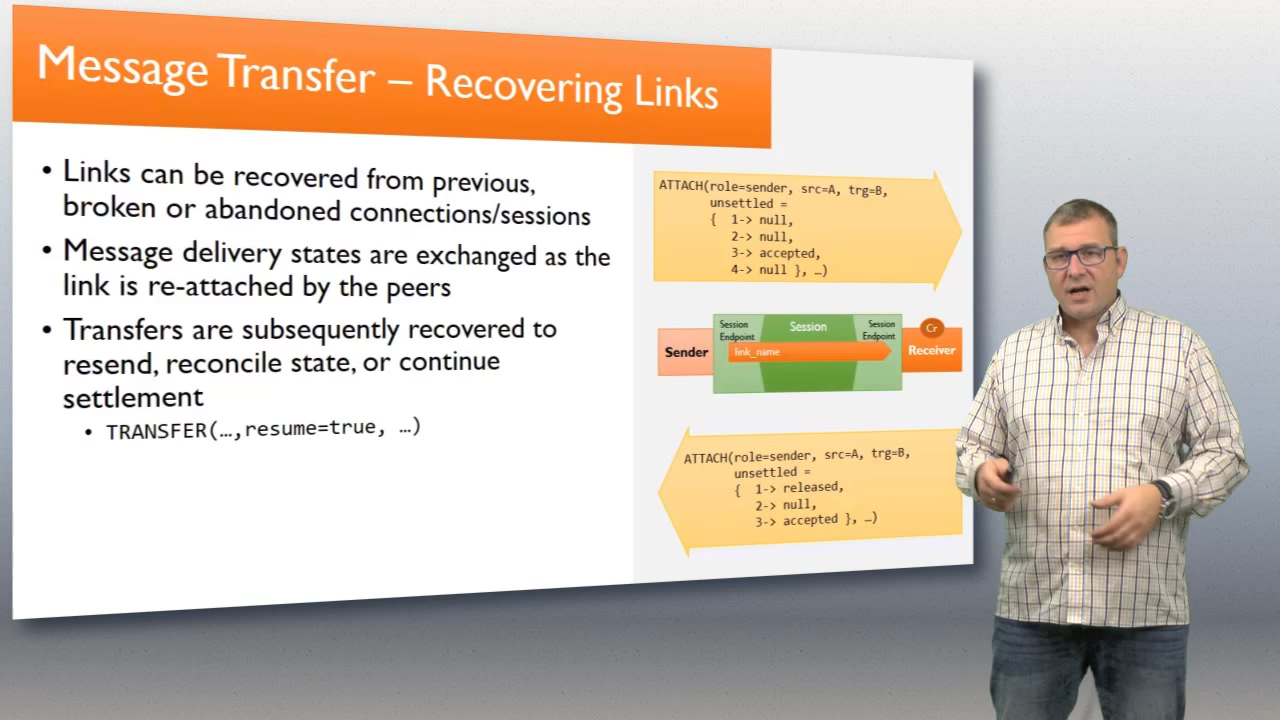 Message Transfer – Recovering Links
• Links can be recovered from previous,
broken or abandoned connections/sessions
• Message delivery states are exchanged as the
link is re-attached by the peers
• Transfers are subsequently recovered to
resend, reconcile state, or continue
settlement
• TRANSFER(…,resume=true, …)
ATTACH(role=sender, src=A, trg=B,
unsettled =
{ 1-> null,
2-> null,
3-> accepted,
4-> null }, …)
Sender
Session
Endpoint
Session
Session
Endpoint
link_name
Cr
Receiver
ATTACH(role=sender, src=A, trg=B,
unsettled =
{ 1-> released,
2-> null,
3-> accepted }, …)